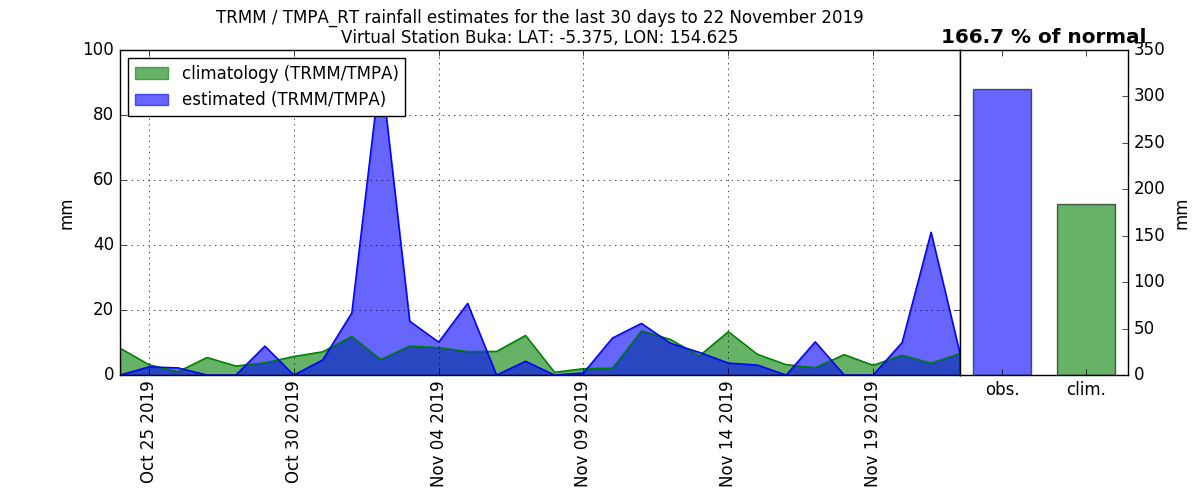 TRMM / TMPA_RT rainfall estimates for the last 30 days to 22 November 2019
Virtual Station Buka: LAT: -5.375, LON: 154.625
166.7 % of normal
climatology (TRMM/TMPA)
estimated (TRMM/TMPA)
100
80
60
40
20
0
mm
Oct 25 2019
Oct 30 2019
Nov 04 2019
Nov 09 2019
Nov 14 2019
Nov 19 2019
350
300
250
200
150
100
50
0
mm
obs.
clim.